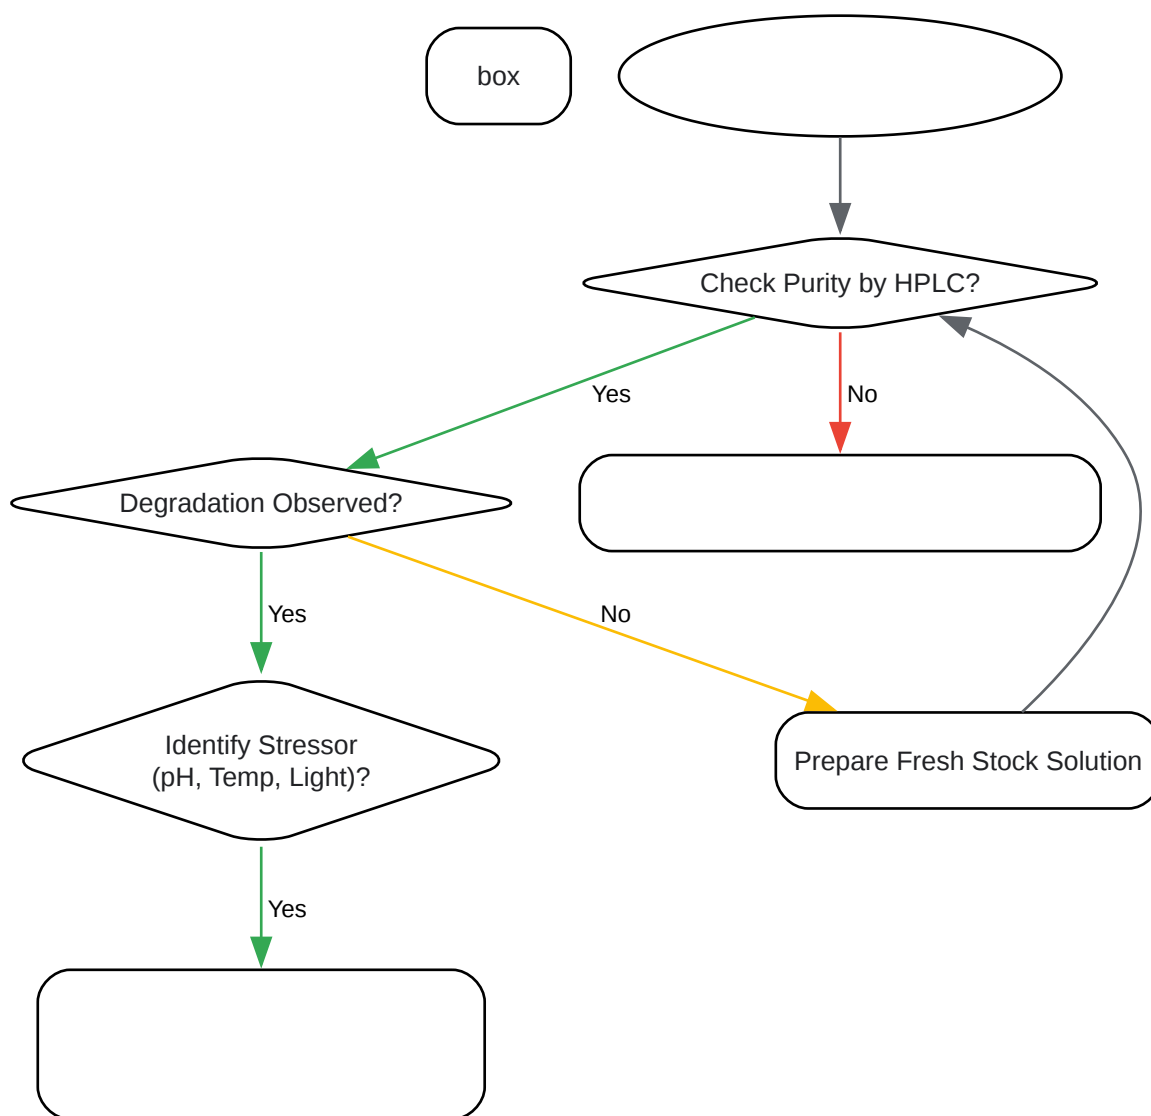 box
Check Purity by HPLC?
Yes
No
Degradation Observed?
Yes
No
Identify Stressor
(pH, Temp, Light)?
Prepare Fresh Stock Solution
Yes